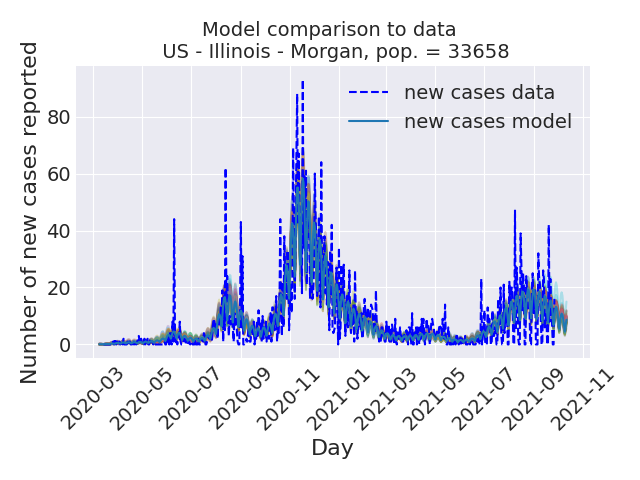 Model comparison to data
US - Illinois - Morgan, pop. = 33658
Number of new cases reported
80
60
40
20
0
new cases data
new cases model
2020-03
2020-05
2020-07
2020-09
2020-11
2021-01
2021-03
2021-05
2021-07
2021-09
2021-11
Day